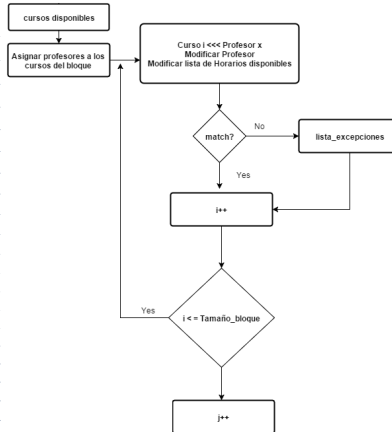 cursos disponibles
Asignar profesores a los
cursos del bloque
Curso i <<< Profesor x
Modificar Profesor
Modificar lista de Horarios disponibles
match?
No
lista_excepciones
Yes
i++
Yes
i < = Tamaño_bloque
j++